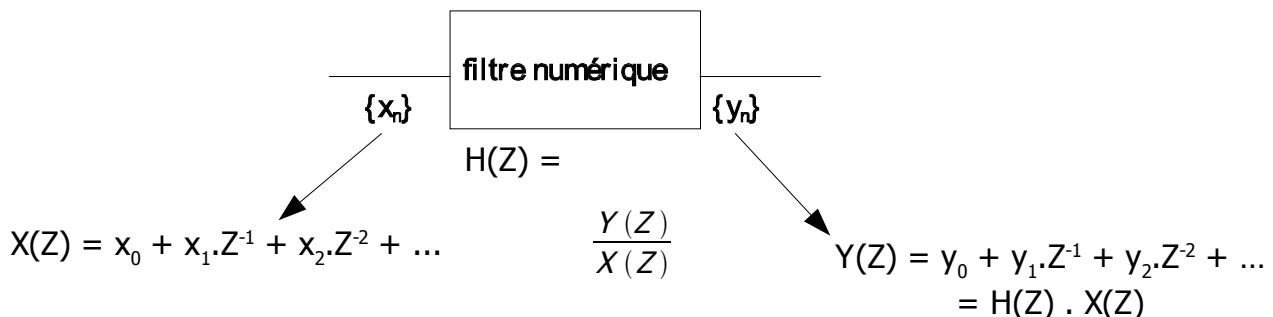 filtre numérique
{xₙ}
{yₙ}
H(Z) =
Y(Z)
X(Z)
X(Z) = x₀ + x₁.Z⁻¹ + x₂.Z⁻² + ...
Y(Z) = y₀ + y₁.Z⁻¹ + y₂.Z⁻² + ...
= H(Z) . X(Z)